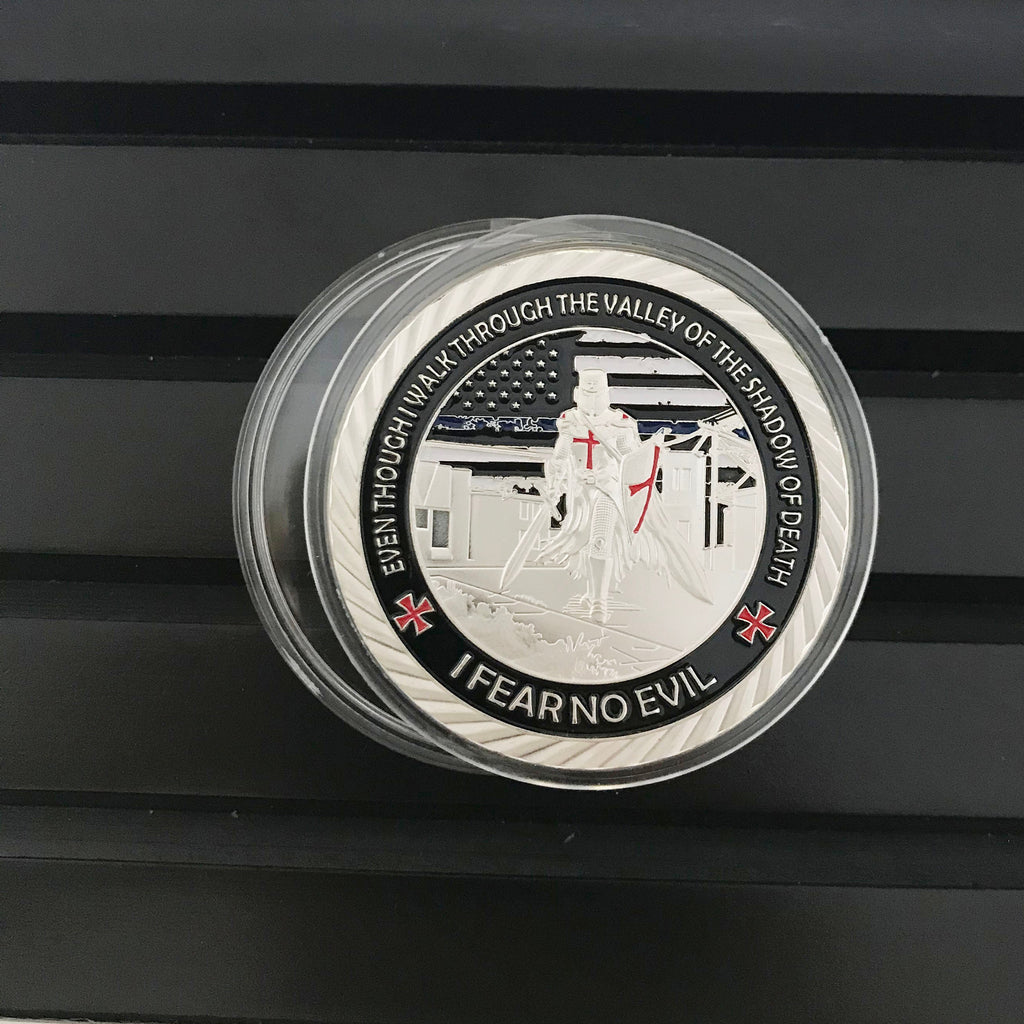 EVEN THOUGH I WALK THROUGH THE VALLEY OF THE SHADOW OF DEATH
I FEAR NO EVIL